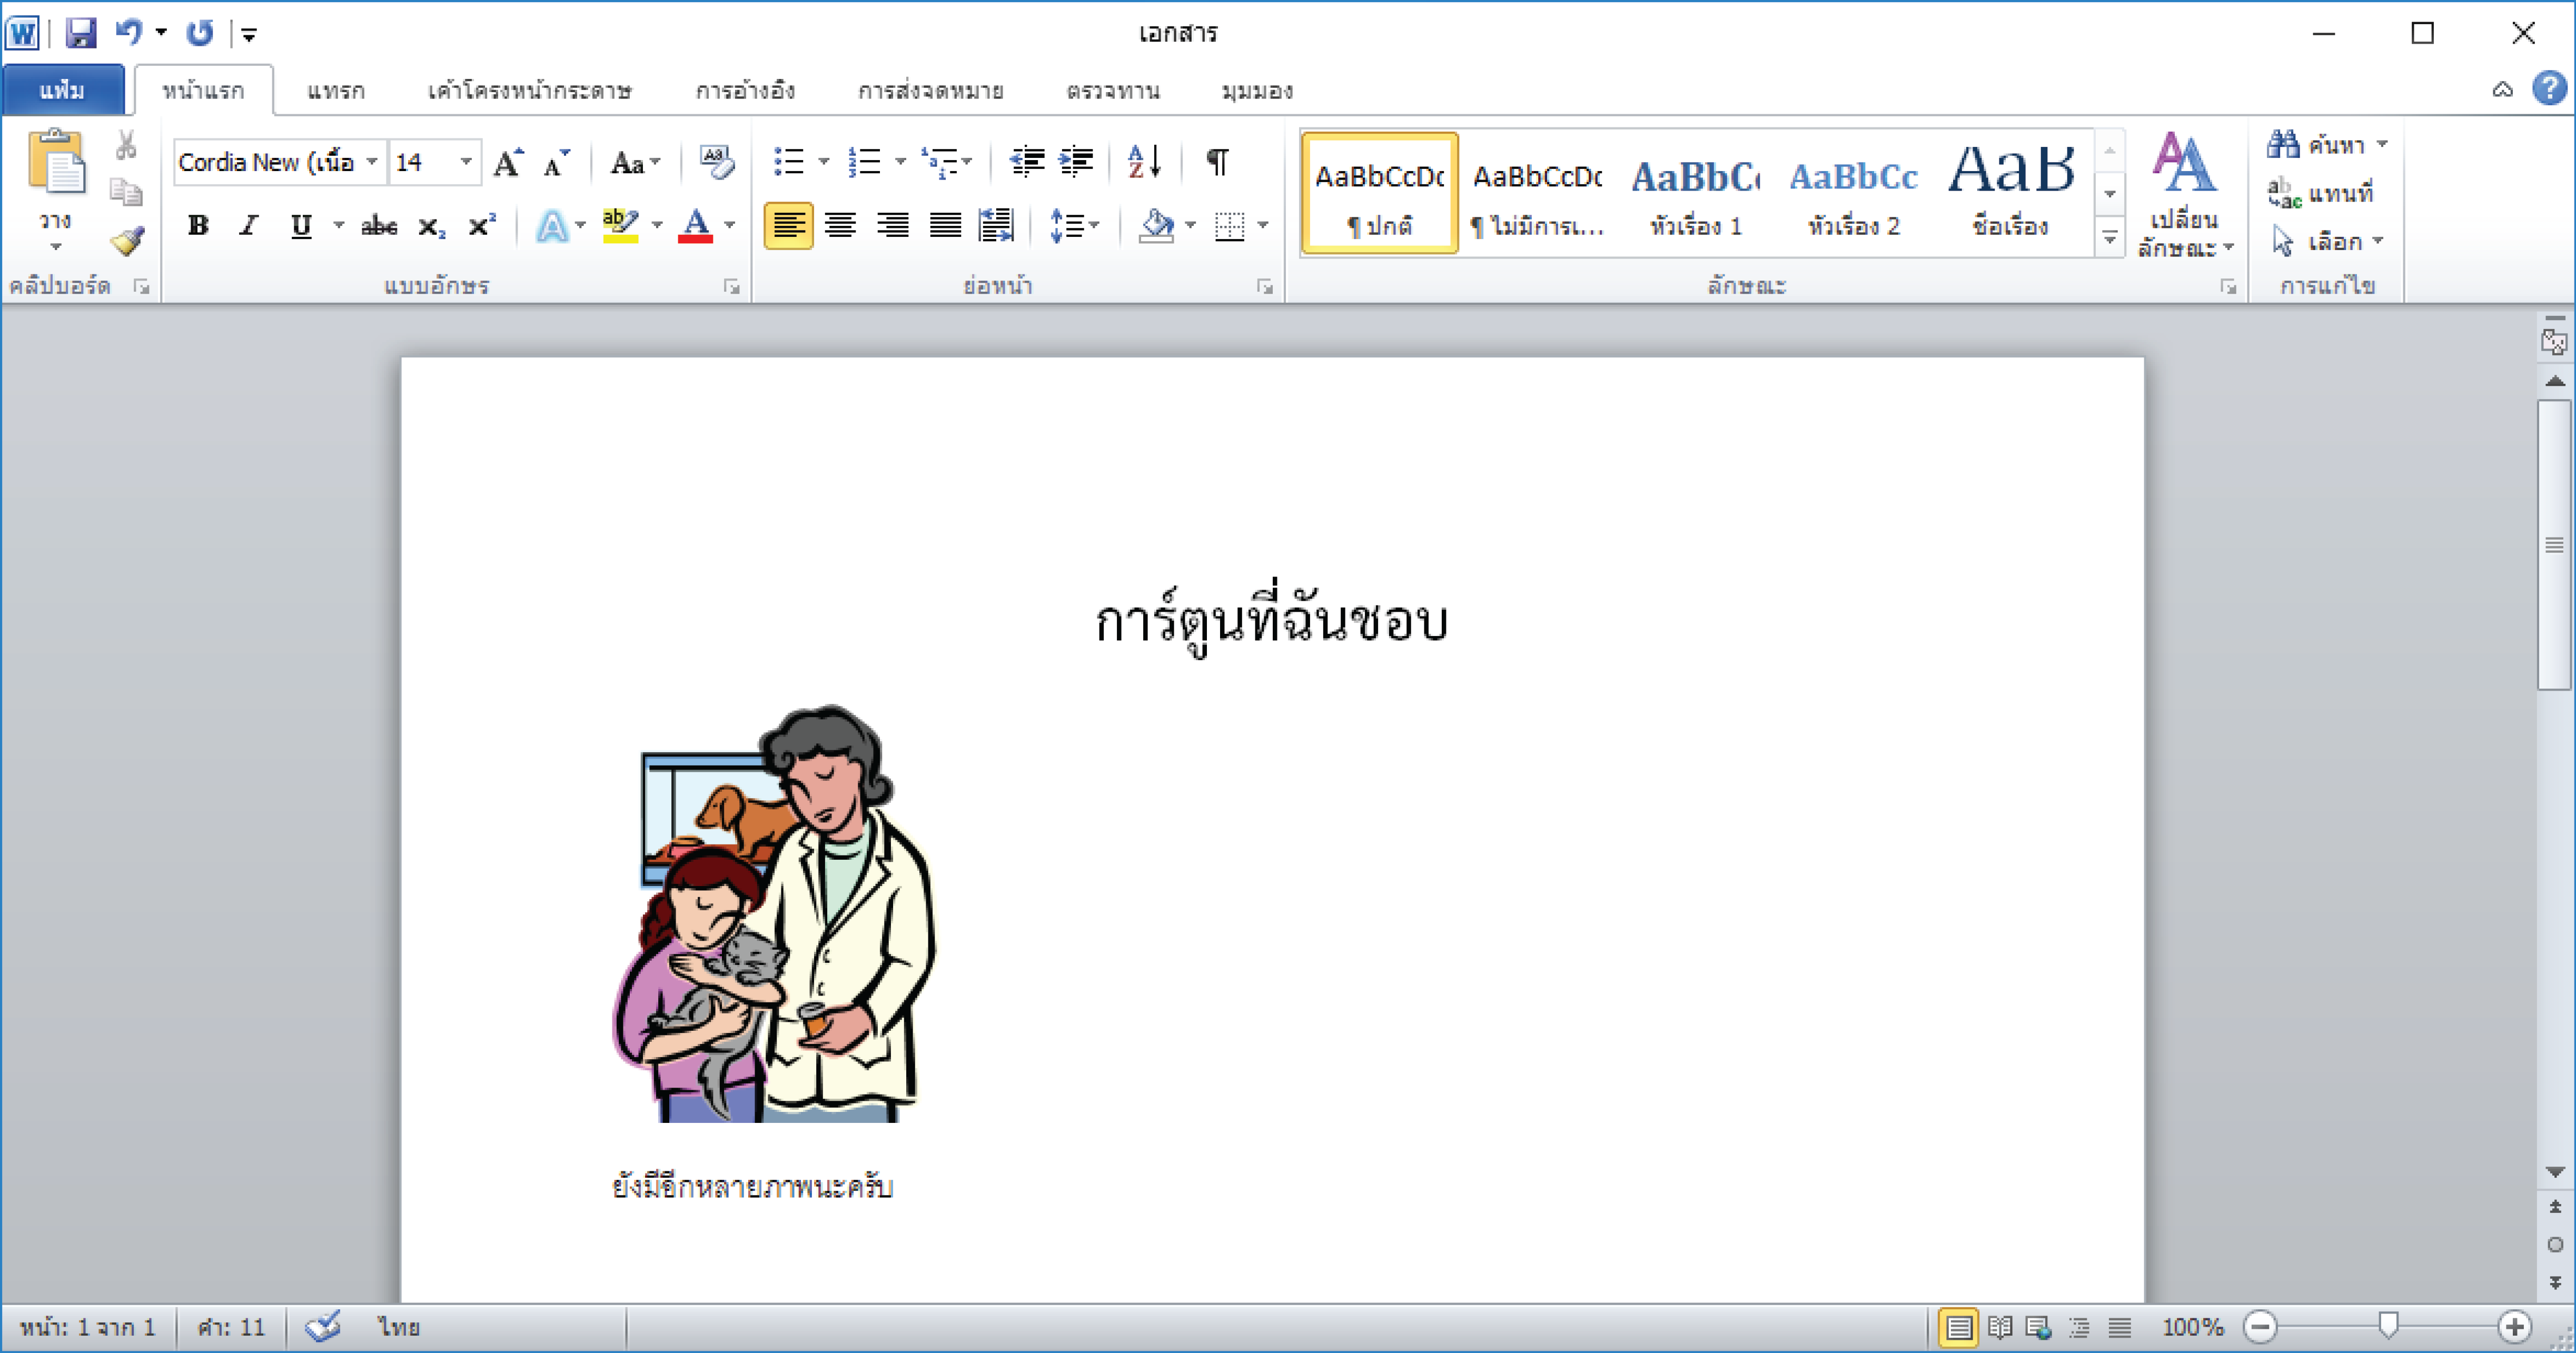 เอกสาร
แฟ้ม หน้าแรก แทรก เค้าโครงหน้ากระดาษ การอ้างอิง การส่งจดหมาย ตรวจทาน มุมมอง
วาง
คลิปบอร์ด
Cordia New (เนื้อ 14
แบบอักษร
ย่อหน้า
AaBbCcDc AaBbCcDc AaBbC AaBbCc AaB
¶ ปกติ ¶ ไม่มีการเ... หัวเรื่อง 1 หัวเรื่อง 2 ชื่อเรื่อง
เปลี่ยน
ลักษณะ
ลักษณะ
ค้นหา
แทนที่
เลือก
การแก้ไข
การ์ตูนที่ฉันชอบ
ยังมีอีกหลายภาพนะครับ
หน้า: 1 จาก 1 คำ: 11 ไทย 100%